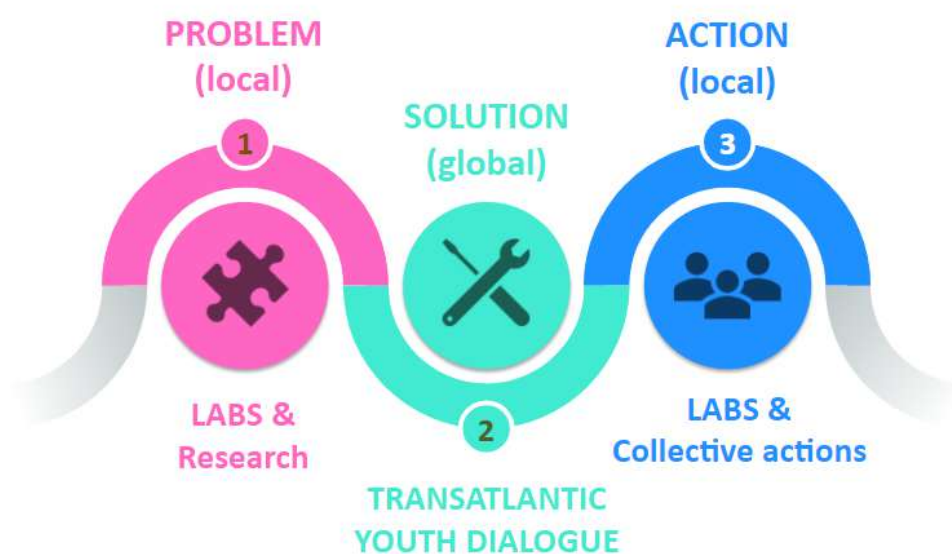 PROBLEM
(local)
1
LABS &
Research
SOLUTION
(global)
2
TRANSATLANTIC
YOUTH DIALOGUE
ACTION
(local)
3
LABS &
Collective actions